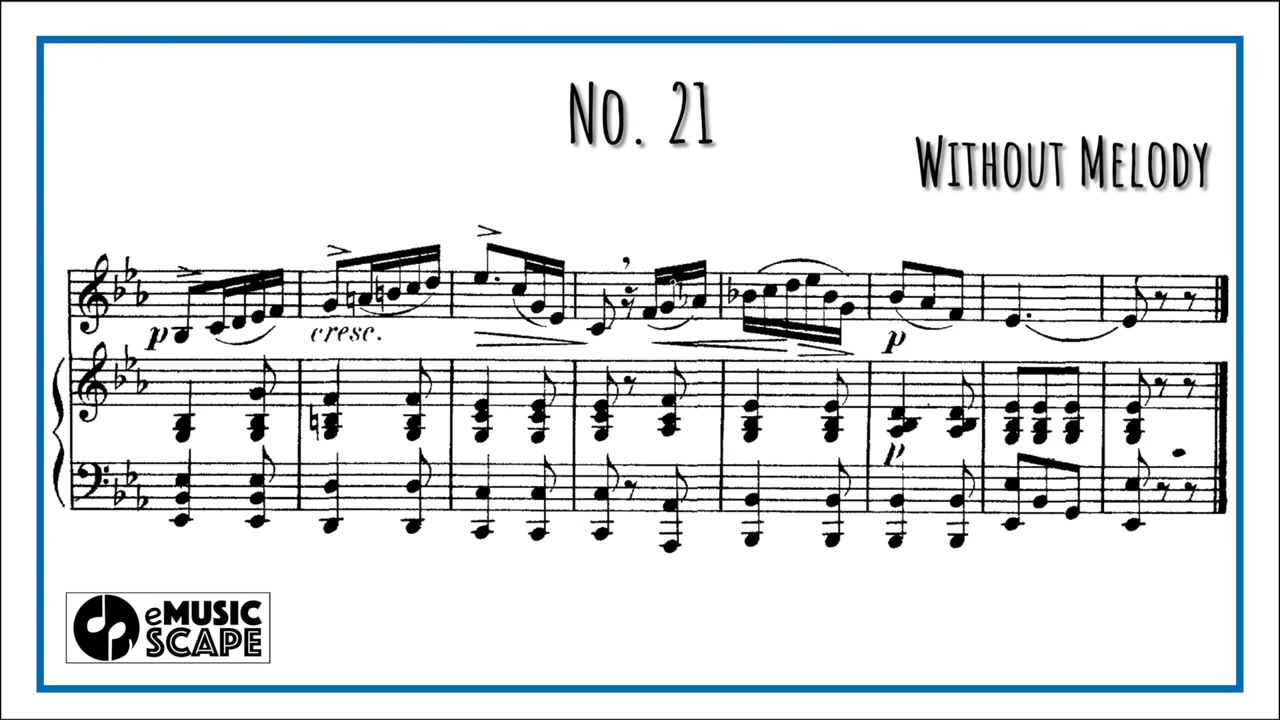 No. 21
WITHOUT MELODY
p
cresc.
p
p
eMUSIC
SCAPE